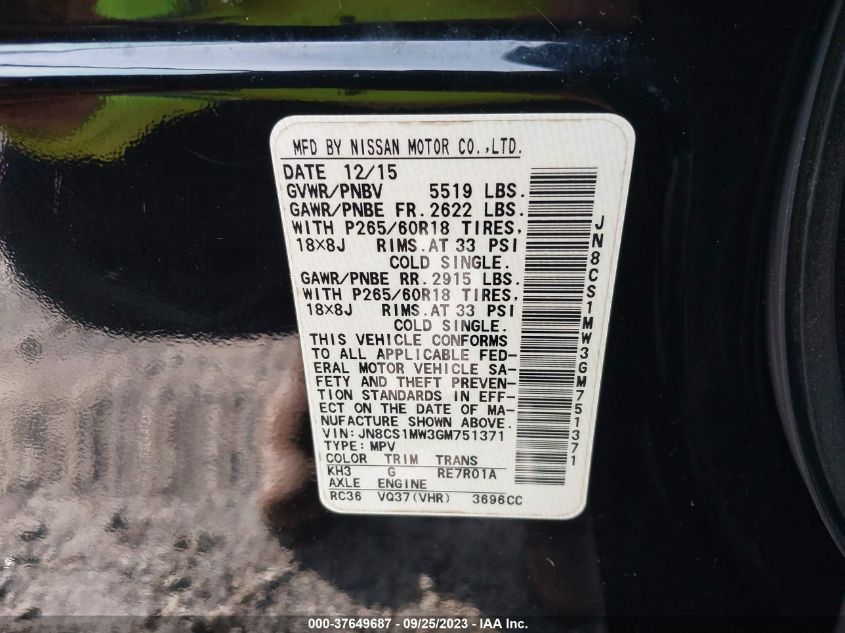 MFD BY NISSAN MOTOR CO.,LTD.
DATE 12/15
GVWR/PNBV 5519 LBS.
GAWR/PNBE FR. 2622 LBS.
WITH P265/60R18 TIRES,
18×8J RIMS. AT 33 PSI
COLD SINGLE.
GAWR/PNBE RR. 2915 LBS.
WITH P265/60R18 TIRES,
18×8J RIMS. AT 33 PSI
COLD SINGLE.
THIS VEHICLE CONFORMS
TO ALL APPLICABLE FED-
ERAL MOTOR VEHICLE SA-
FETY AND THEFT PREVEN-
TION STANDARDS IN EFF-
ECT ON THE DATE OF MA-
NUFACTURE SHOWN ABOVE.
VIN: JN8CS1MW3GM751371
TYPE: MPV
COLOR TRIM TRANS
KH3 G RE7R01A
AXLE ENGINE
RC36 VQ37(VHR) 3696CC
JN8CS1MW3GM751371
000-37649687 - 09/25/2023 - IAA Inc.